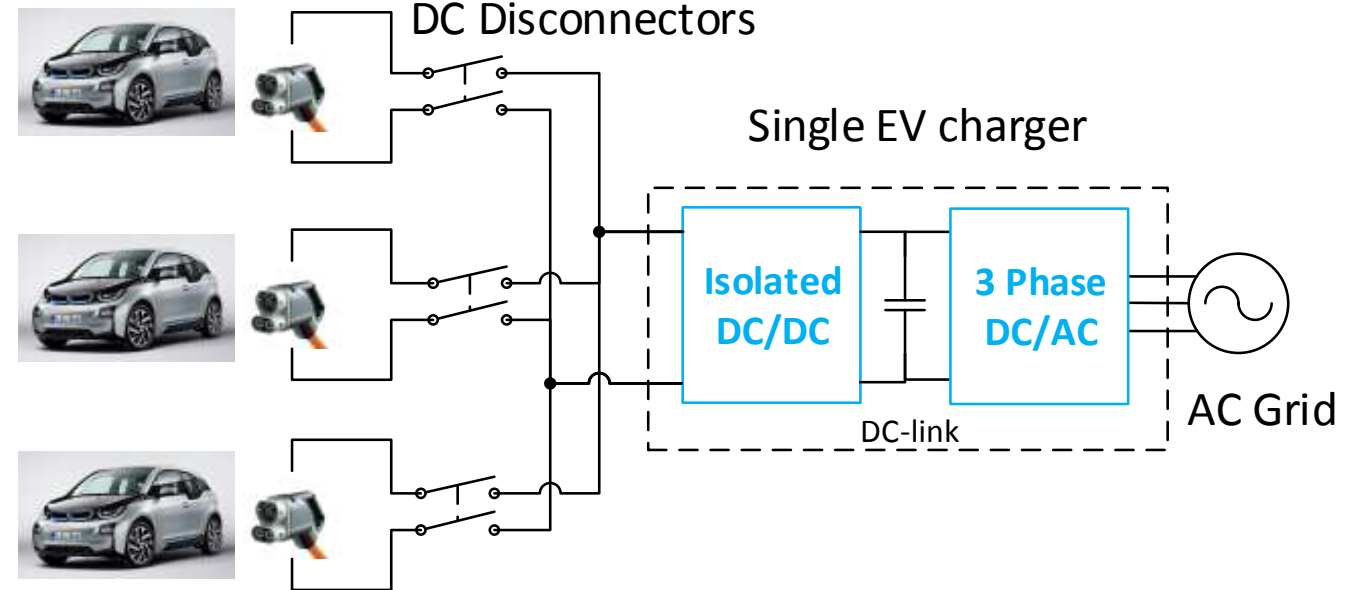 DC Disconnectors
Single EV charger
Isolated
DC/DC
3 Phase
DC/AC
DC-link
AC Grid